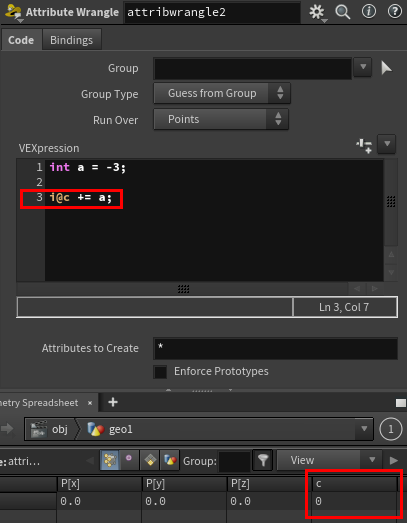 Attribute Wrangle attribwrangle2
Code Bindings
Group
Group Type Guess from Group
Run Over Points
VEXpression
1 int a = -3;
2
3 i@c += a;
Ln 3, Col 7
Attributes to Create *
Enforce Prototypes
metry Spreadsheet × +
obj geo1 1
e: attri... Group: View
P[x] P[y] P[z] c
0.0 0.0 0.0 0